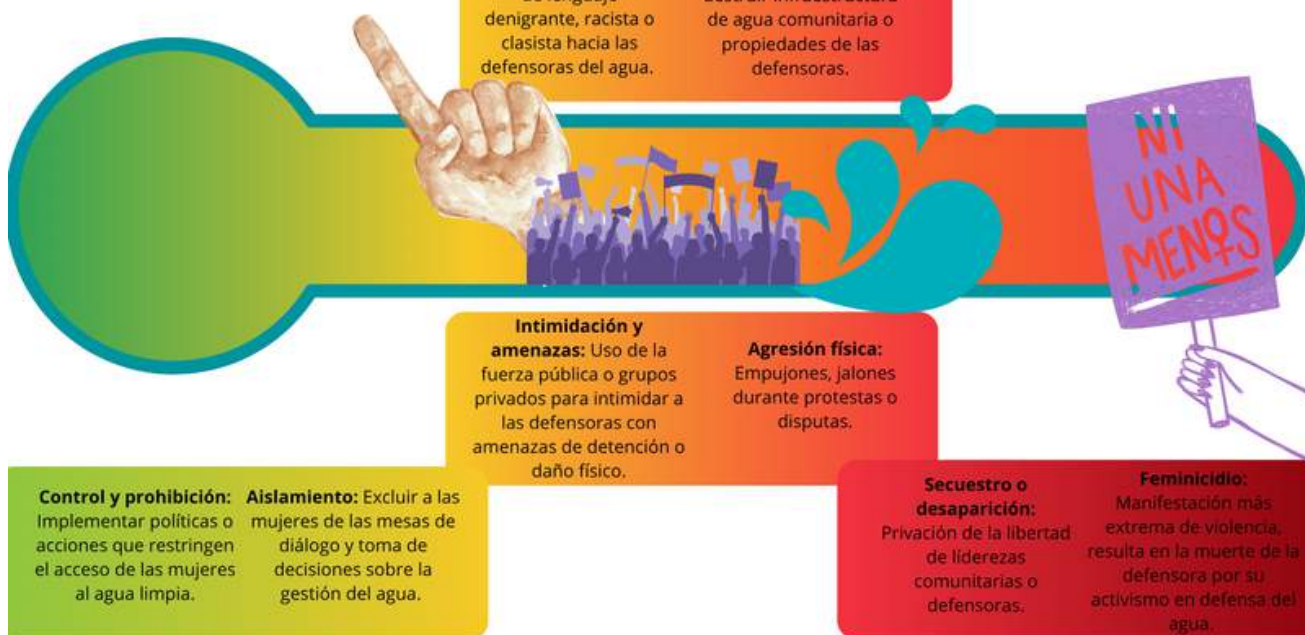 de lenguaje
denigrante, racista o
clasista hacia las
defensoras del agua.
destruir infraestructura
de agua comunitaria o
propiedades de las
defensoras.
NI
UNA
MENOS
Intimidación y
amenazas: Uso de la
fuerza pública o grupos
privados para intimidar a
las defensoras con
amenazas de detención o
daño físico.
Agresión física:
Empujones, jalones
durante protestas o
disputas.
Control y prohibición:
Implementar políticas o
acciones que restringen
el acceso de las mujeres
al agua limpia.
Aislamiento: Excluir a las
mujeres de las mesas de
diálogo y toma de
decisiones sobre la
gestión del agua.
Secuestro o
desaparición:
Privación de la libertad
de líderezas
comunitarias o
defensoras.
Feminicidio:
Manifestación más
extrema de violencia,
resulta en la muerte de la
defensora por su
activismo en defensa del
agua.